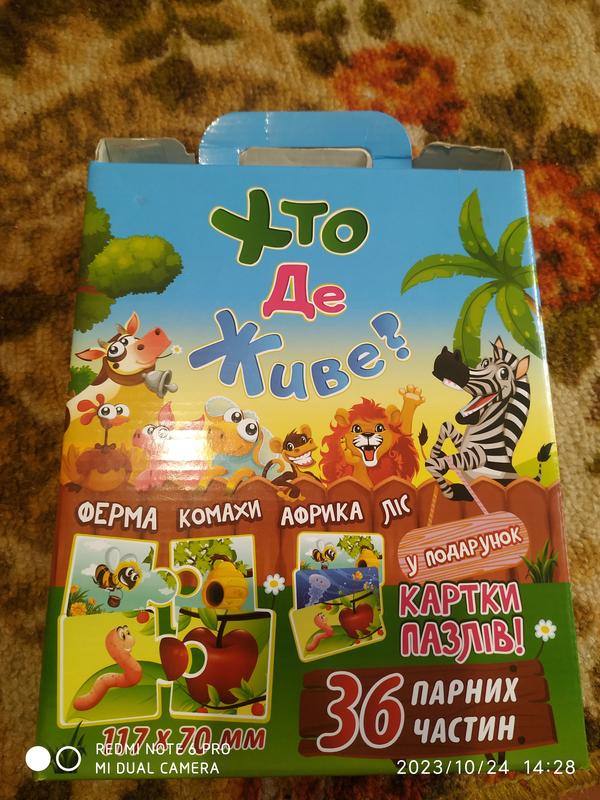 Хто
Де
Живе?
ФЕРМА КОМАХИ АФРИКА ЛІС
У ПОДАРУНОК
КАРТКИ
ПАЗЛІВ!
36 ПАРНИХ
ЧАСТИН
117 х 70 мм
REDMI NOTE 6 PRO
MI DUAL CAMERA
2023/10/24 14:28